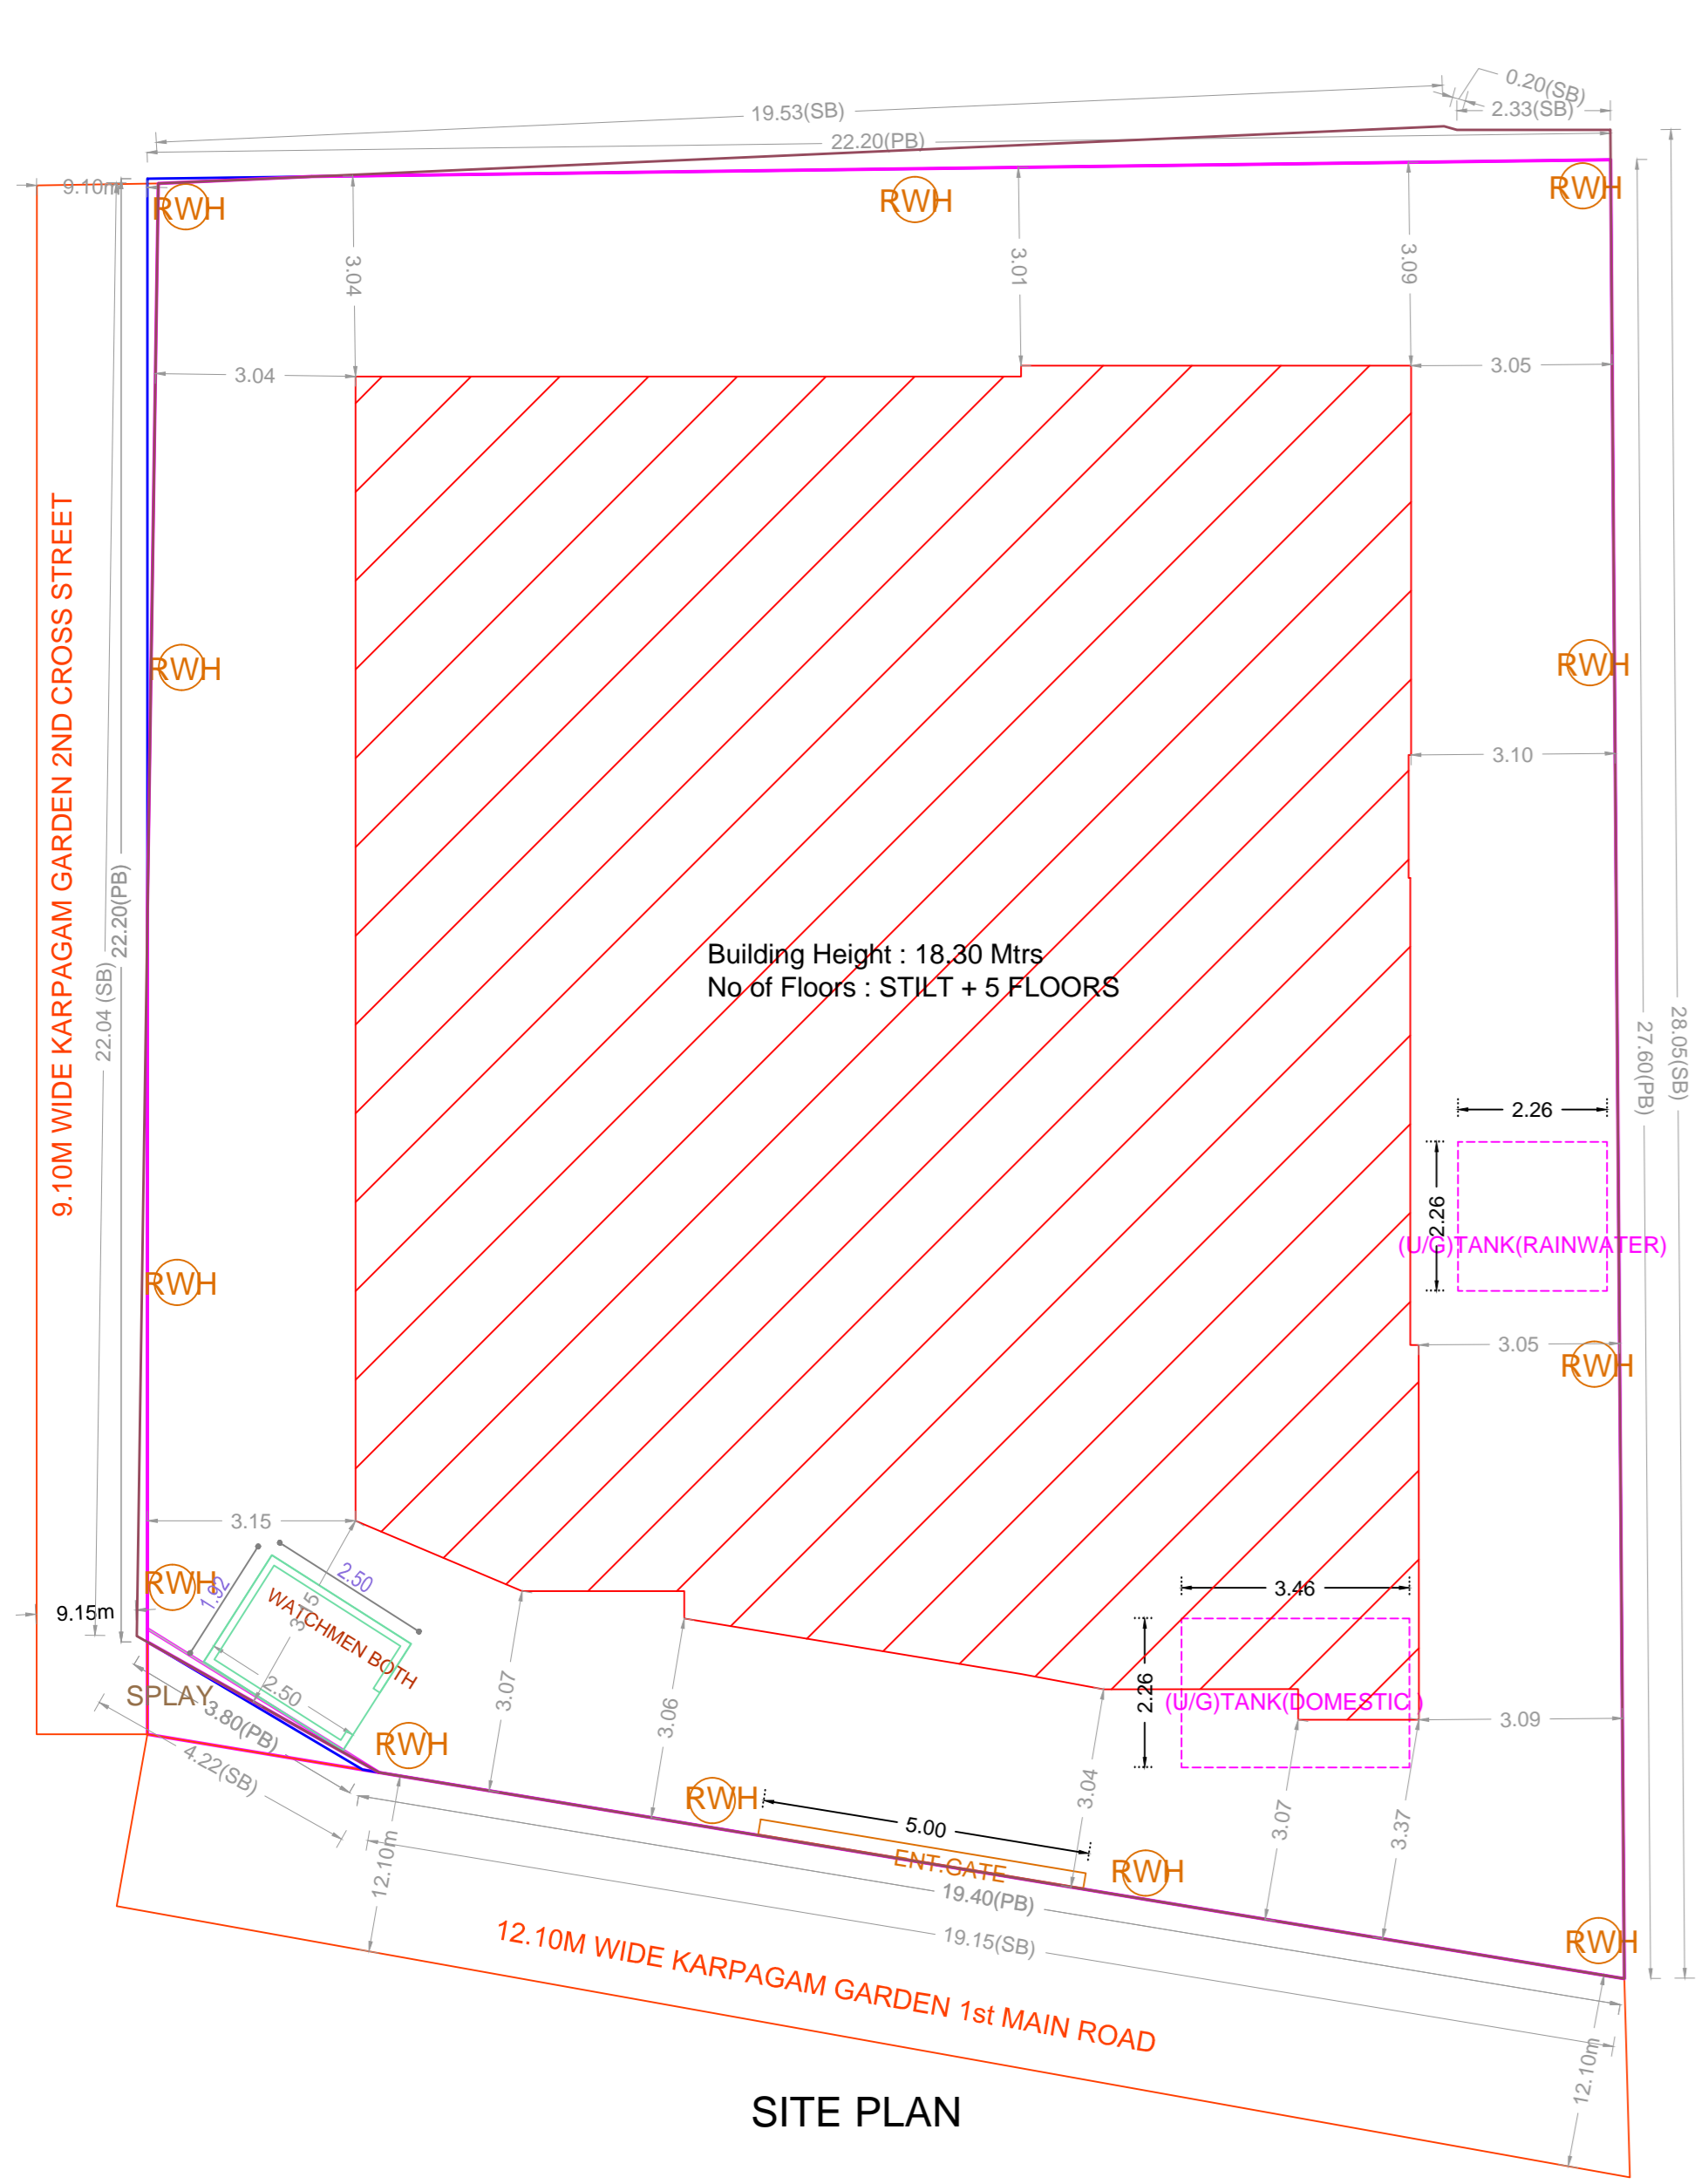 0.20(SB)
19.53(SB)
2.33(SB)
22.20(PB)
9.10m
RWH
RWH
RWH
3.04
3.01
3.09
3.04
3.05
9.10M WIDE KARPAGAM GARDEN 2ND CROSS STREET
RWH
RWH
3.10
22.20(PB)
22.04 (SB)
Building Height : 18.30 Mtrs
No of Floors : STILT + 5 FLOORS
27.60(PB)
28.05(SB)
2.26
2.26
(U/G)TANK(RAINWATER)
RWH
3.05
RWH
3.15
2.50
1.92
RWH
9.15m
WATCHMEN BOTH
2.50
SPLAY
3.80(PB)
4.22(SB)
RWH
3.07
3.06
3.46
2.26
(U/G)TANK(DOMESTIC )
3.09
3.04
3.07
3.37
RWH
5.00
ENT.GATE
RWH
12.10m
19.40(PB)
19.15(SB)
RWH
12.10M WIDE KARPAGAM GARDEN 1st MAIN ROAD
12.10m
SITE PLAN